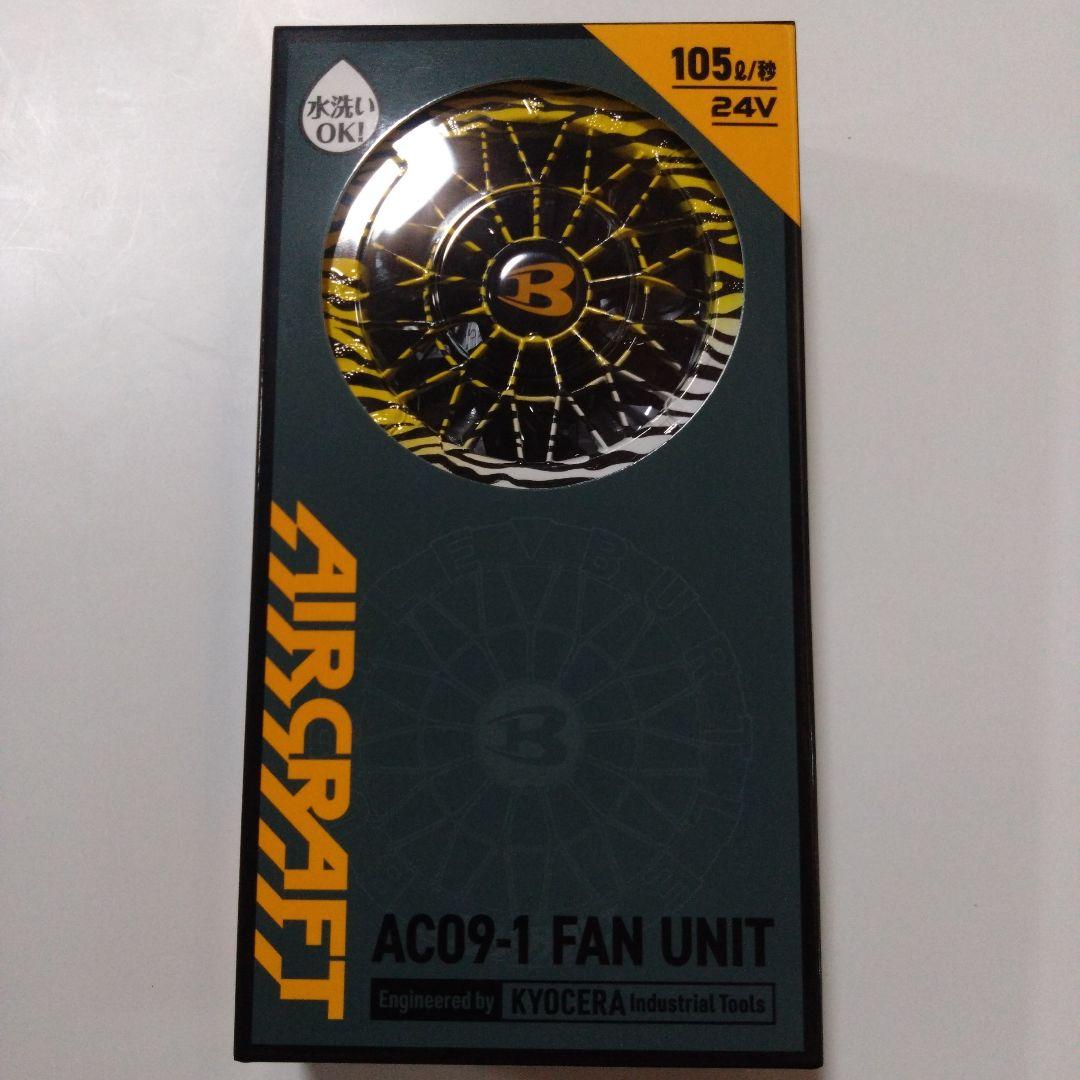 水洗い
OK!
105ℓ/秒
24V
B
AIRCRAFT
B
AC09-1 FAN UNIT
Engineered by KYOCERA Industrial Tools